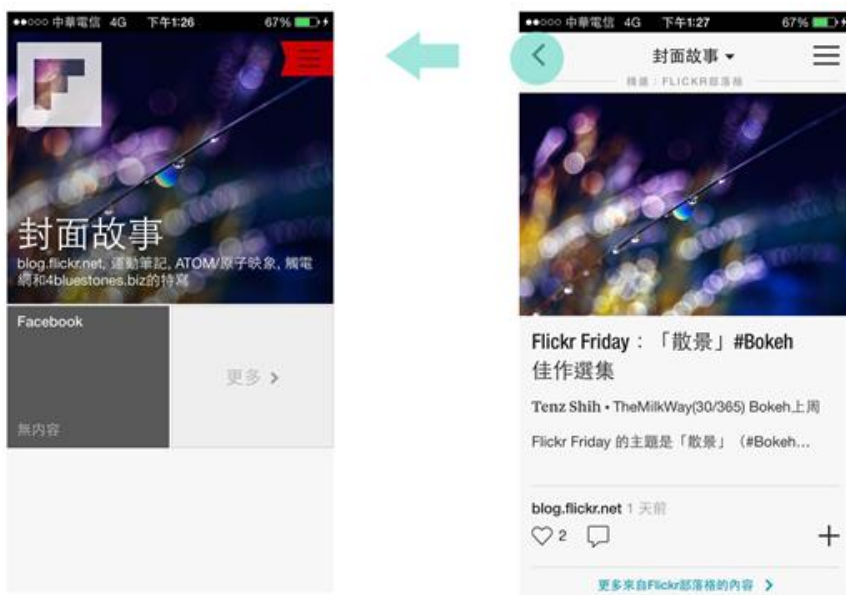 中華電信 4G 下午1:26 67%
封面故事
blog.flickr.net, 運動筆記, ATOM/原子映象, 觸電
網和4bluestones.biz的特寫
Facebook
更多 >
無內容
中華電信 4G 下午1:27 67%
封面故事
精選：FLICKR部落格
Flickr Friday：「散景」#Bokeh
佳作選集
Tenz Shih • TheMilkWay(30/365) Bokeh上周
Flickr Friday 的主題是「散景」（#Bokeh...
blog.flickr.net 1 天前
2
更多來自Flickr部落格的內容 >